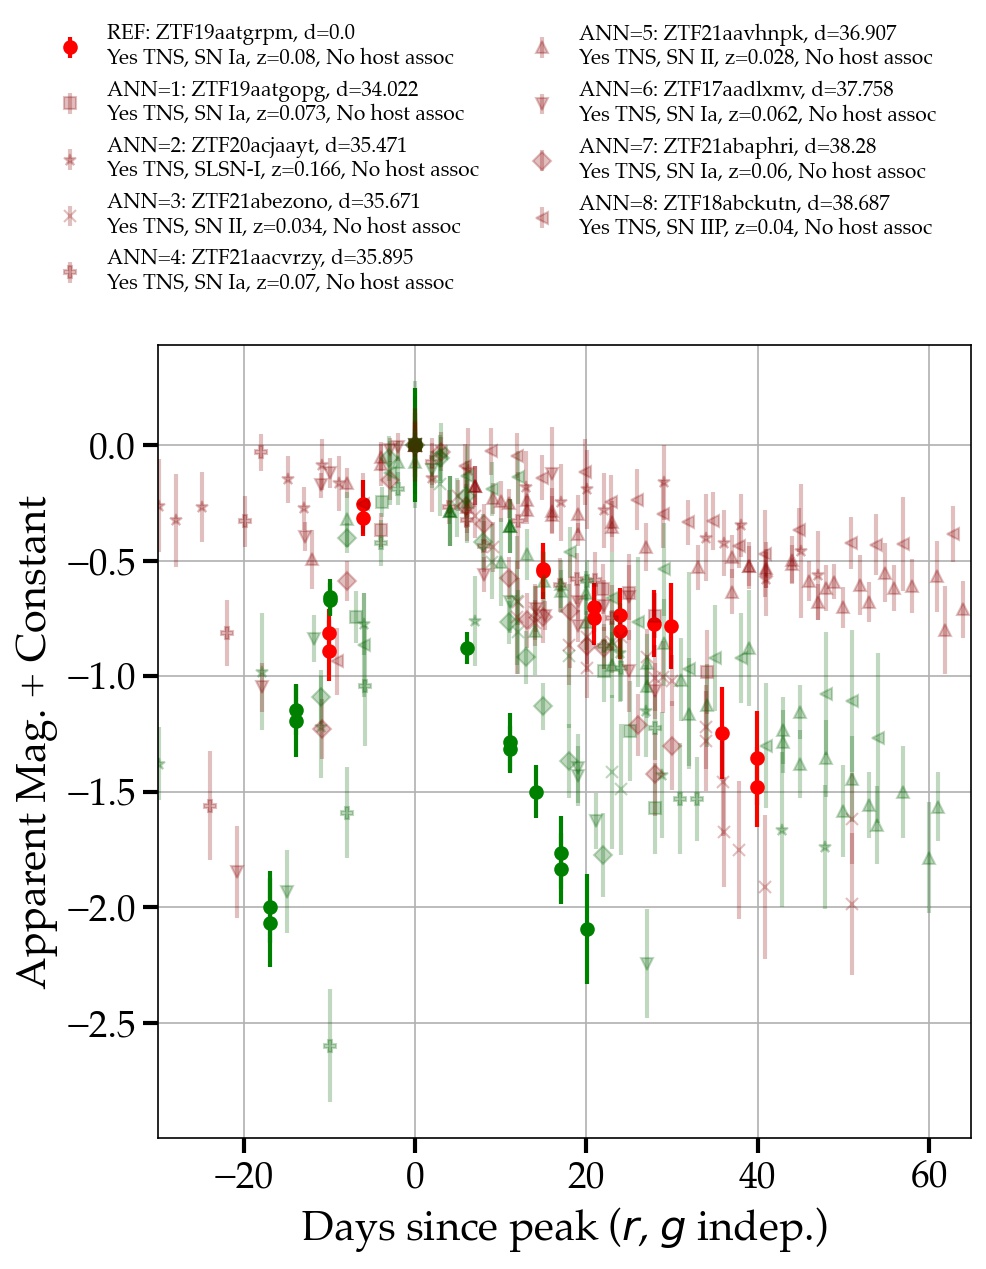 REF: ZTF19aatgrpm, d=0.0
Yes TNS, SN Ia, z=0.08, No host assoc
ANN=1: ZTF19aatgopg, d=34.022
Yes TNS, SN Ia, z=0.073, No host assoc
ANN=2: ZTF20acjaayt, d=35.471
Yes TNS, SLSN-I, z=0.166, No host assoc
ANN=3: ZTF21abezono, d=35.671
Yes TNS, SN II, z=0.034, No host assoc
ANN=4: ZTF21aacvrzy, d=35.895
Yes TNS, SN Ia, z=0.07, No host assoc
ANN=5: ZTF21aavhnpk, d=36.907
Yes TNS, SN II, z=0.028, No host assoc
ANN=6: ZTF17aadlxmv, d=37.758
Yes TNS, SN Ia, z=0.062, No host assoc
ANN=7: ZTF21abaphri, d=38.28
Yes TNS, SN Ia, z=0.06, No host assoc
ANN=8: ZTF18abckutn, d=38.687
Yes TNS, SN IIP, z=0.04, No host assoc
Apparent Mag. + Constant
0.0
−0.5
−1.0
−1.5
−2.0
−2.5
−20 0 20 40 60
Days since peak (r, g indep.)